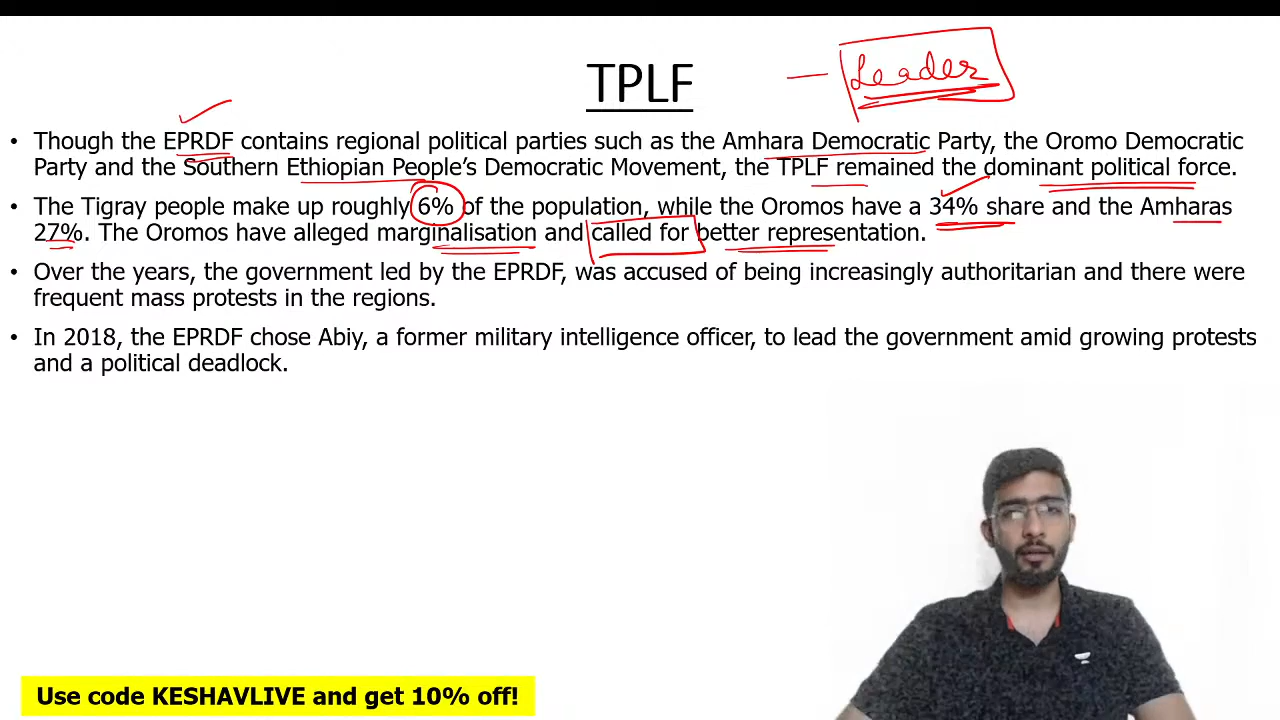 TPLF
Leader
• Though the EPRDF contains regional political parties such as the Amhara Democratic Party, the Oromo Democratic
Party and the Southern Ethiopian People's Democratic Movement, the TPLF remained the dominant political force.
• The Tigray people make up roughly 6% of the population, while the Oromos have a 34% share and the Amharas
27%. The Oromos have alleged marginalisation and called for better representation.
• Over the years, the government led by the EPRDF, was accused of being increasingly authoritarian and there were
frequent mass protests in the regions.
• In 2018, the EPRDF chose Abiy, a former military intelligence officer, to lead the government amid growing protests
and a political deadlock.
Use code KESHAVLIVE and get 10% off!